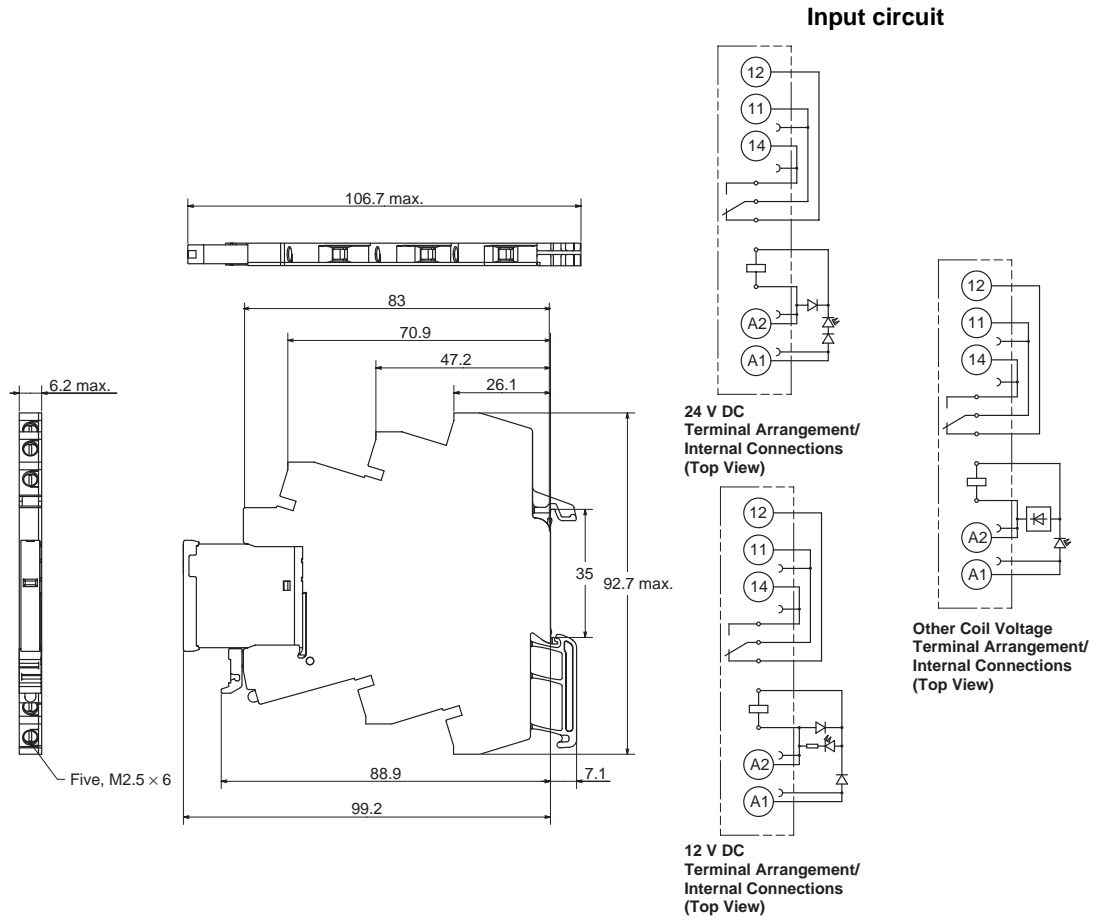 Input circuit
106.7 max.
83
70.9
47.2
26.1
6.2 max.
35
92.7 max.
Five, M2.5 × 6
88.9
7.1
99.2
12
11
14
A2
A1
24 V DC
Terminal Arrangement/
Internal Connections
(Top View)
12
11
14
A2
A1
12 V DC
Terminal Arrangement/
Internal Connections
(Top View)
12
11
14
A2
A1
Other Coil Voltage
Terminal Arrangement/
Internal Connections
(Top View)